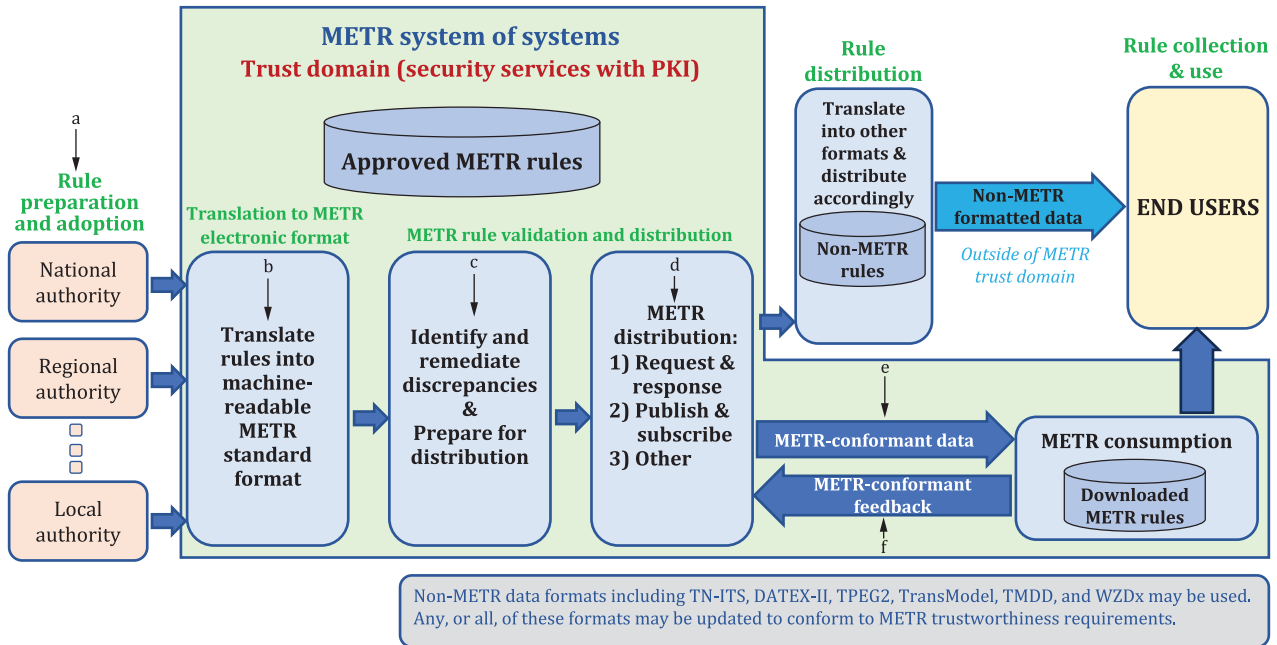 METR system of systems
Trust domain (security services with PKI)
Approved METR rules
a
Rule
preparation
and adoption
National
authority
Regional
authority
Local
authority
Translation to METR
electronic format
b
Translate
rules into
machine-
readable
METR
standard
format
METR rule validation and distribution
c
Identify and
remediate
discrepancies
&
Prepare for
distribution
d
METR
distribution:
1) Request &
response
2) Publish &
subscribe
3) Other
Rule
distribution
Translate
into other
formats &
distribute
accordingly
Non-METR
rules
Non-METR
formatted data
Outside of METR
trust domain
Rule collection
& use
END USERS
e
METR-conformant data
METR-conformant
feedback
f
METR consumption
Downloaded
METR rules
Non-METR data formats including TN-ITS, DATEX-II, TPEG2, TransModel, TMDD, and WZDx may be used.
Any, or all, of these formats may be updated to conform to METR trustworthiness requirements.